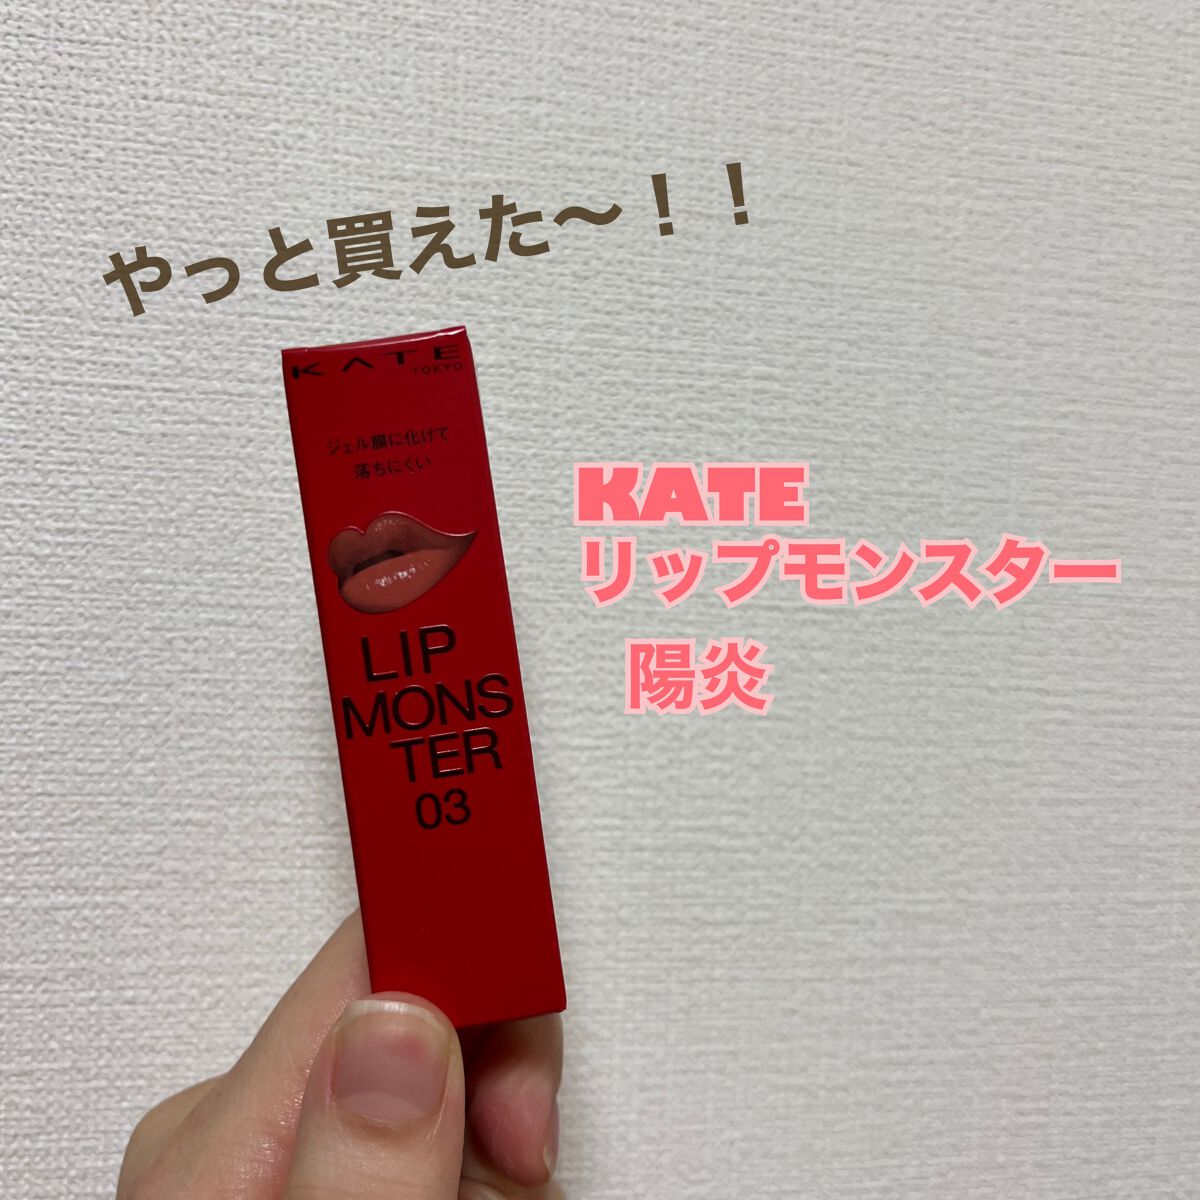 やっと買えた〜！！
KATE
TOKYO
ジェル膜に化けて
落ちにくい
LIP
MONS
TER
03
KATE
リップモンスター
陽炎